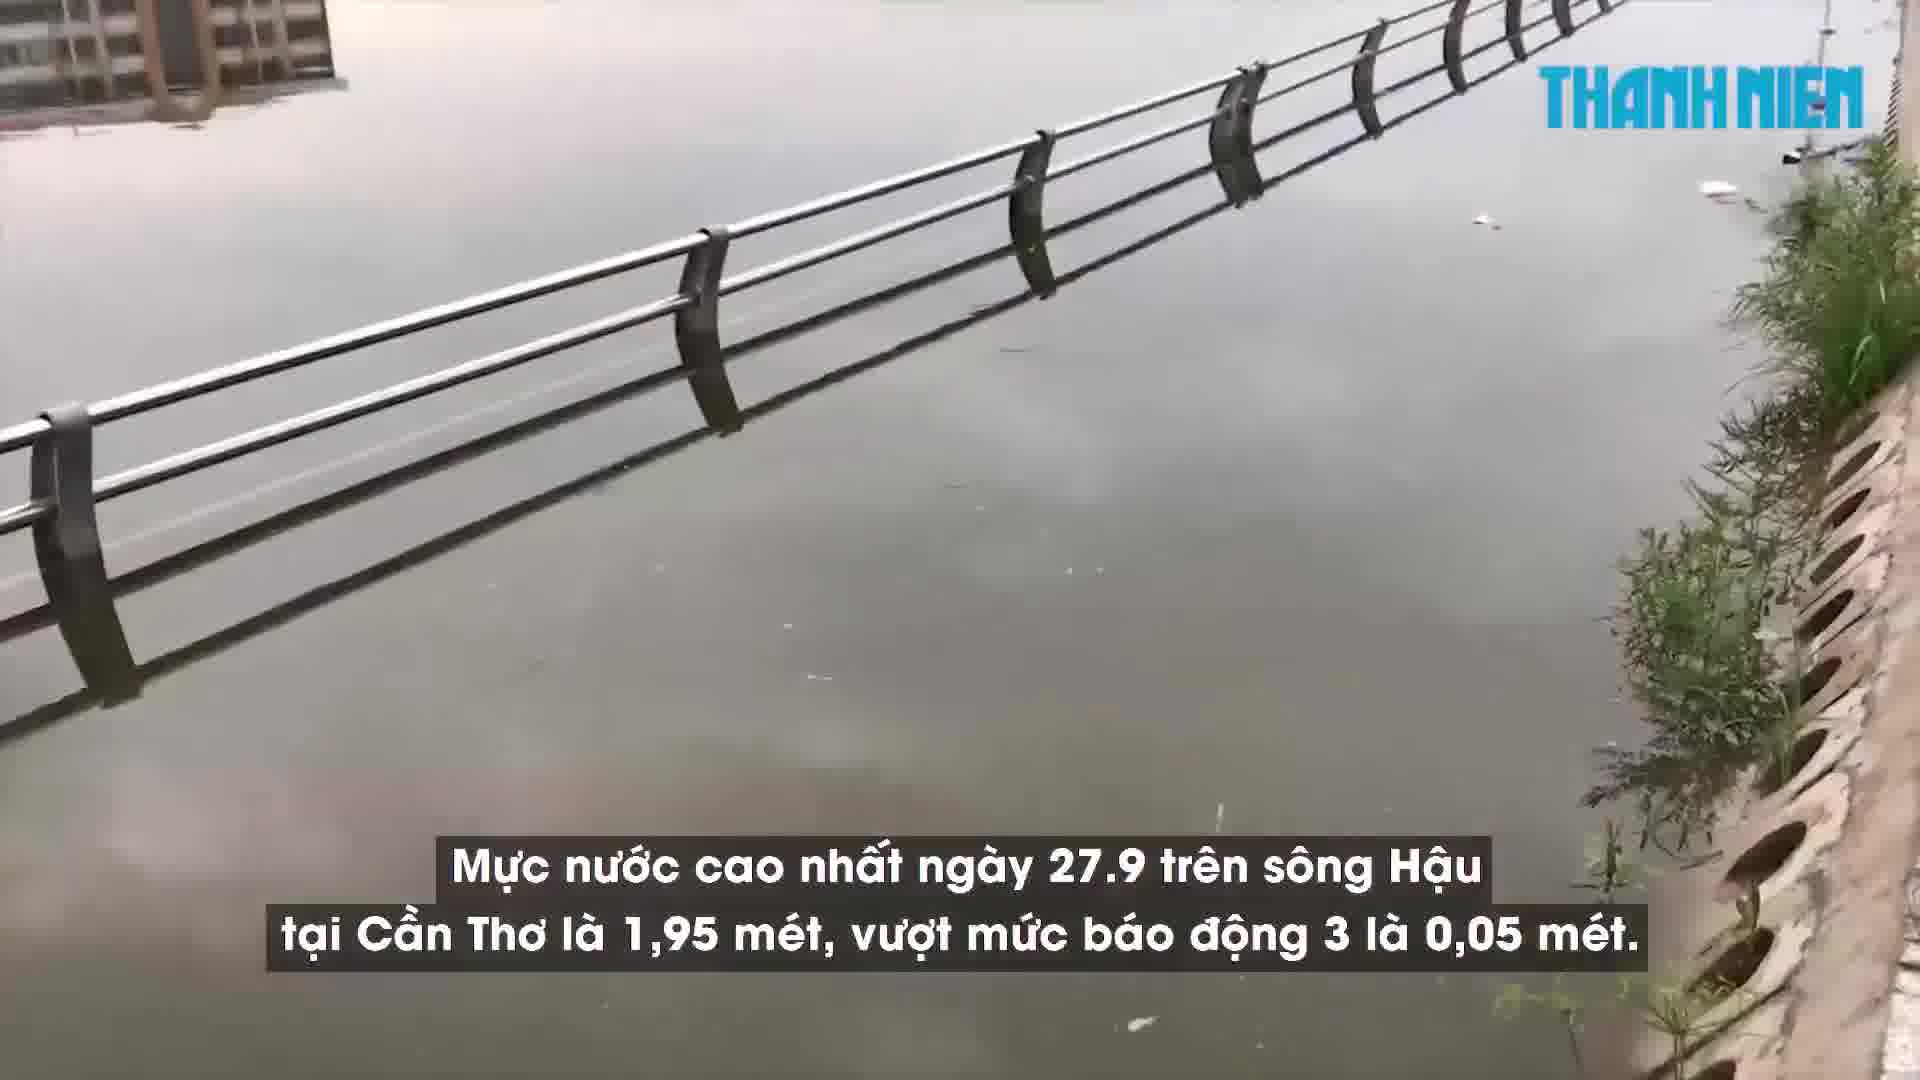 THANH NIEN
Mực nước cao nhất ngày 27.9 trên sông Hậu
tại Cần Thơ là 1,95 mét, vượt mức báo động 3 là 0,05 mét.